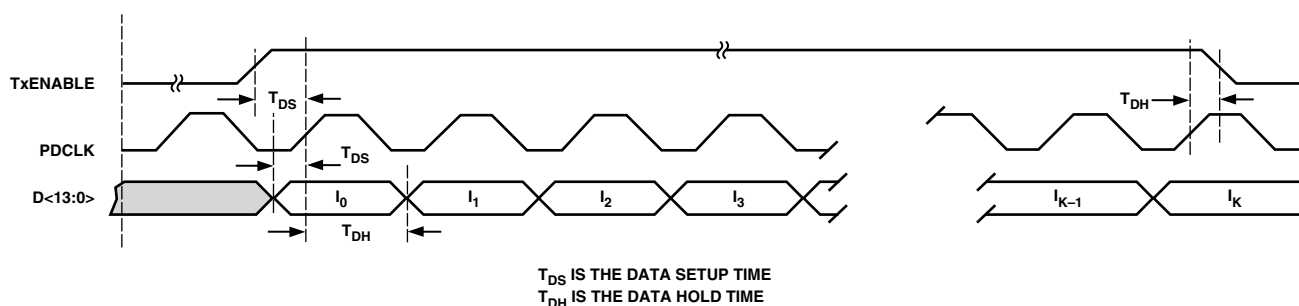 TxENABLE
T_DS
T_DH
PDCLK
T_DS
D<13:0>
I_0
I_1
I_2
I_3
I_K–1
I_K
T_DH
T_DS IS THE DATA SETUP TIME
T_DH IS THE DATA HOLD TIME